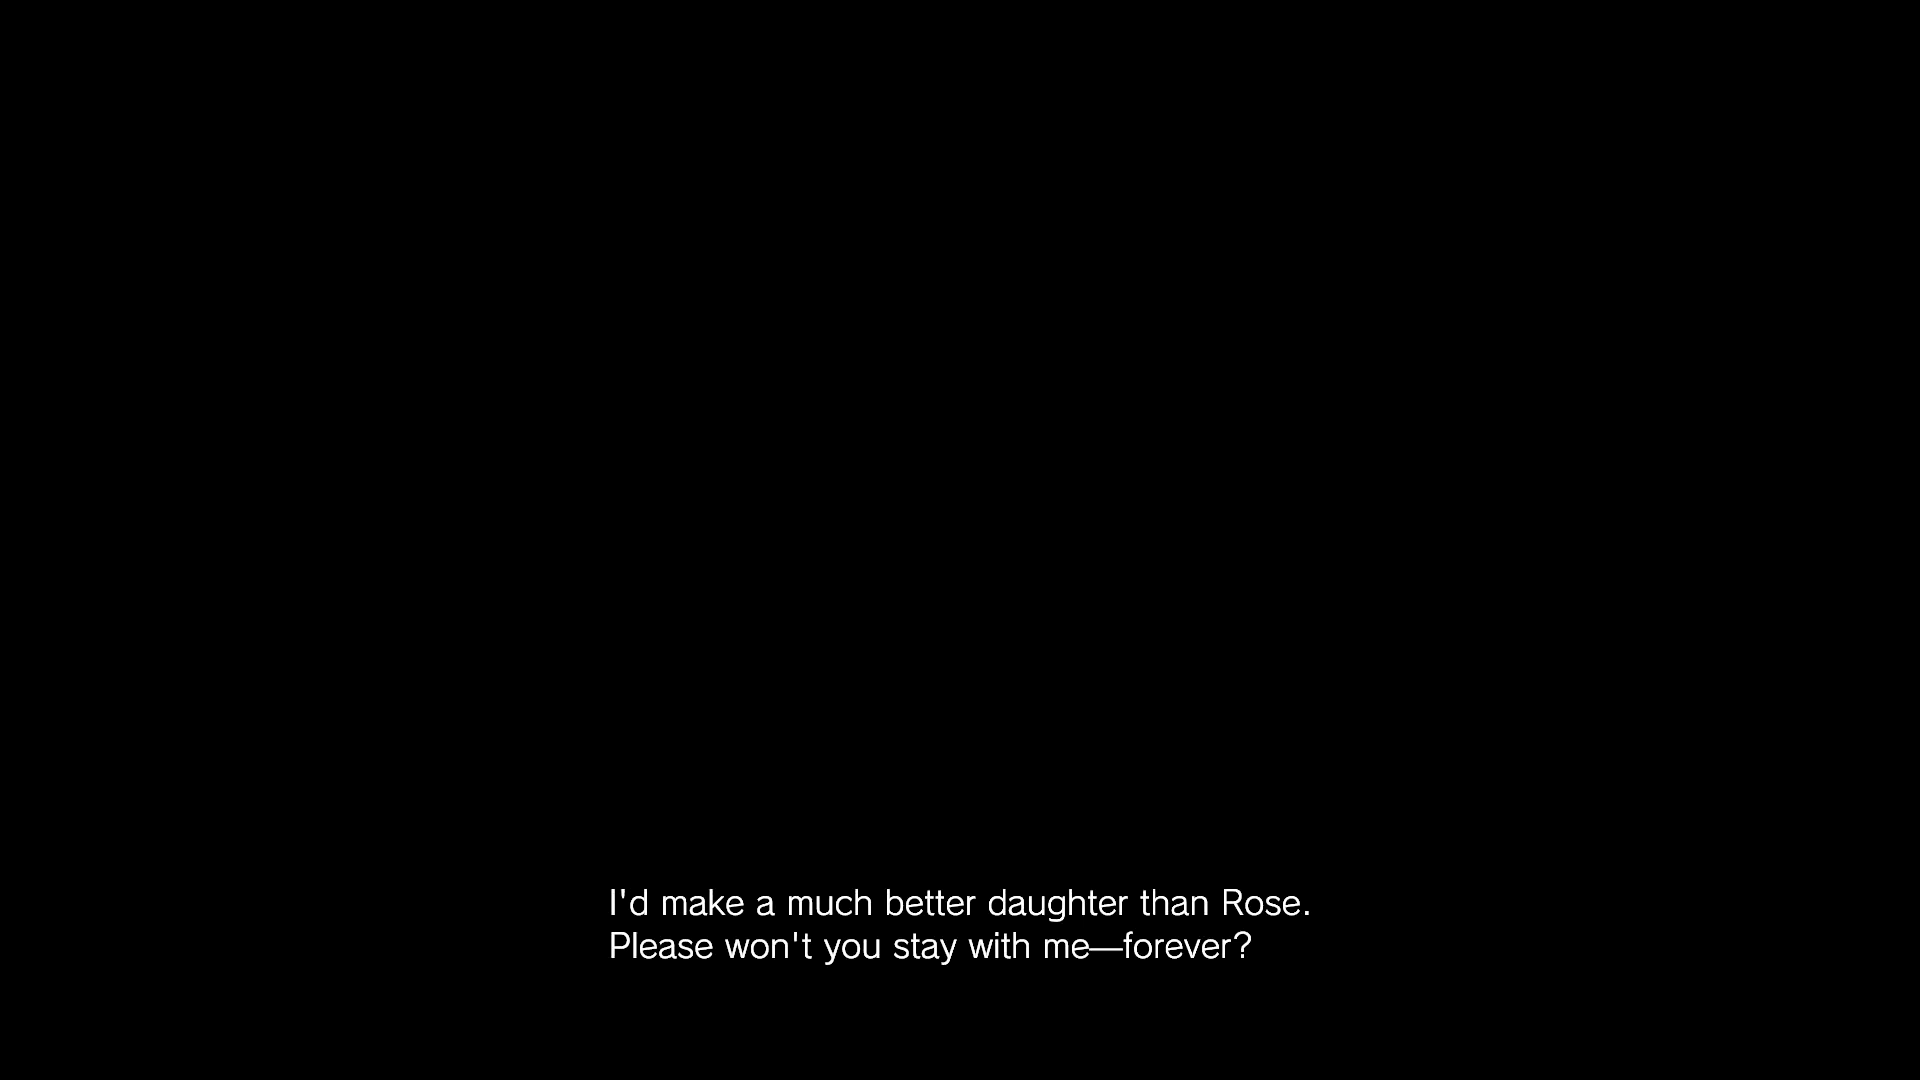 I'd make a much better daughter than Rose.
Please won't you stay with me—forever?